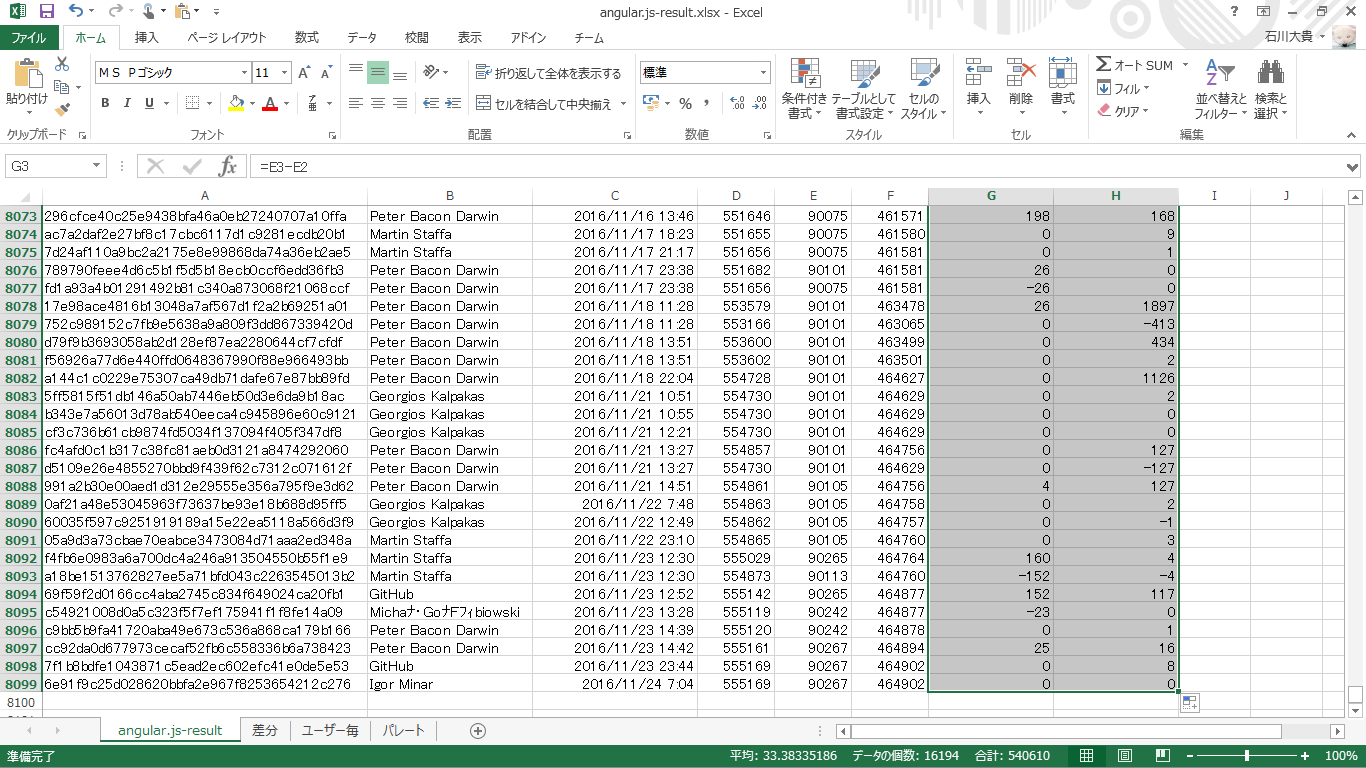 angular.js-result.xlsx - Excel
ファイル ホーム 挿入 ページ レイアウト 数式 データ 校閲 表示 アドイン チーム 石川大貴
ＭＳ Ｐゴシック 11 折り返して全体を表示する 標準 オート SUM
貼り付け B I U セルを結合して中央揃え % 条件付き書式 テーブルとして書式設定 セルのスタイル 挿入 削除 書式 フィル クリア 並べ替えとフィルター 検索と選択
クリップボード フォント 配置 数値 スタイル セル 編集
G3 fx =E3-E2
A B C D E F G H I J
8073 296cfce40c25e9438bfa46a0eb27240707a10ffa Peter Bacon Darwin 2016/11/16 13:46 551646 90075 461571 198 168
8074 ac7a2daf2e27bf8c17cbc6117d1c9281ecdb20b1 Martin Staffa 2016/11/17 18:23 551655 90075 461580 0 9
8075 7d24af110a9bc2a2175e8e99868da74a36eb2ae5 Martin Staffa 2016/11/17 21:17 551656 90075 461581 0 1
8076 789790feee4d6c5b1f5d5b18ecb0ccf6edd36fb3 Peter Bacon Darwin 2016/11/17 23:38 551682 90101 461581 26 0
8077 fd1a93a4b01291492b81c340a873068f21068ccf Peter Bacon Darwin 2016/11/17 23:38 551656 90075 461581 -26 0
8078 17e98ace4816b13048a7af567d1f2a2b69251a01 Peter Bacon Darwin 2016/11/18 11:28 553579 90101 463478 26 1897
8079 752c989152c7fb9e5638a9a809f3dd867339420d Peter Bacon Darwin 2016/11/18 11:28 553166 90101 463065 0 -413
8080 d79f9b3693058ab2d128ef87ea2280644cf7cfdf Peter Bacon Darwin 2016/11/18 13:51 553600 90101 463499 0 434
8081 f56926a77d6e440ffd0648367990f88e966493bb Peter Bacon Darwin 2016/11/18 13:51 553602 90101 463501 0 2
8082 a144c1c0229e75307ca49db71dafe67e87bb89fd Peter Bacon Darwin 2016/11/18 22:04 554728 90101 464627 0 1126
8083 5ff5815f51db146a50ab7446eb50d3e6da9b18ac Georgios Kalpakas 2016/11/21 10:51 554730 90101 464629 0 2
8084 b343e7a56013d78ab540eeca4c945896e60c9121 Georgios Kalpakas 2016/11/21 10:55 554730 90101 464629 0 0
8085 cf3c736b61cb9874fd5034f137094f405f347df8 Georgios Kalpakas 2016/11/21 12:21 554730 90101 464629 0 0
8086 fc4afd0c1b317c38fc81aeb0d3121a8474292060 Peter Bacon Darwin 2016/11/21 13:27 554857 90101 464756 0 127
8087 d5109e26e4855270bbd9f439f62c7312c071612f Peter Bacon Darwin 2016/11/21 13:27 554730 90101 464629 0 -127
8088 991a2b30e00aed1d312e29555e356a795f9e3d62 Peter Bacon Darwin 2016/11/21 14:51 554861 90105 464756 4 127
8089 0af21a48e53045963f73637be93e18b688d95ff5 Georgios Kalpakas 2016/11/22 7:48 554863 90105 464758 0 2
8090 60035f597c9251919189a15e22ea5118a566d3f9 Georgios Kalpakas 2016/11/22 12:49 554862 90105 464757 0 -1
8091 05a9d3a73cbae70eabce3473084d71aaa2ed348a Martin Staffa 2016/11/22 23:10 554865 90105 464760 0 3
8092 f4fb6e0983a6a700dc4a246a913504550b55f1e9 Martin Staffa 2016/11/23 12:30 555029 90265 464764 160 4
8093 a18be1513762827ee5a71bfd043c2263545013b2 Martin Staffa 2016/11/23 12:30 554873 90113 464760 -152 -4
8094 69f59f2d0166cc4aba2745c834f649024ca20fb1 GitHub 2016/11/23 12:52 555142 90265 464877 152 117
8095 c54921008d0a5c323f5f7ef175941f1f8fe14a09 Michaﾅ・GoﾅFﾌｨbiowski 2016/11/23 13:28 555119 90242 464877 -23 0
8096 c9bb5b9fa41720aba49e673c536a868ca179b166 Peter Bacon Darwin 2016/11/23 14:39 555120 90242 464878 0 1
8097 cc92da0d677973cecaf52fb6c558336b6a738423 Peter Bacon Darwin 2016/11/23 14:42 555161 90267 464894 25 16
8098 7f1b8bdfe1043871c5ead2ec602efc41e0de5e53 GitHub 2016/11/23 23:44 555169 90267 464902 0 8
8099 6e91f9c25d028620bbfa2e967f8253654212c276 Igor Minar 2016/11/24 7:04 555169 90267 464902 0 0
8100
angular.js-result 差分 ユーザー毎 パレート
準備完了 平均: 33.38335186 データの個数: 16194 合計: 540610 100%